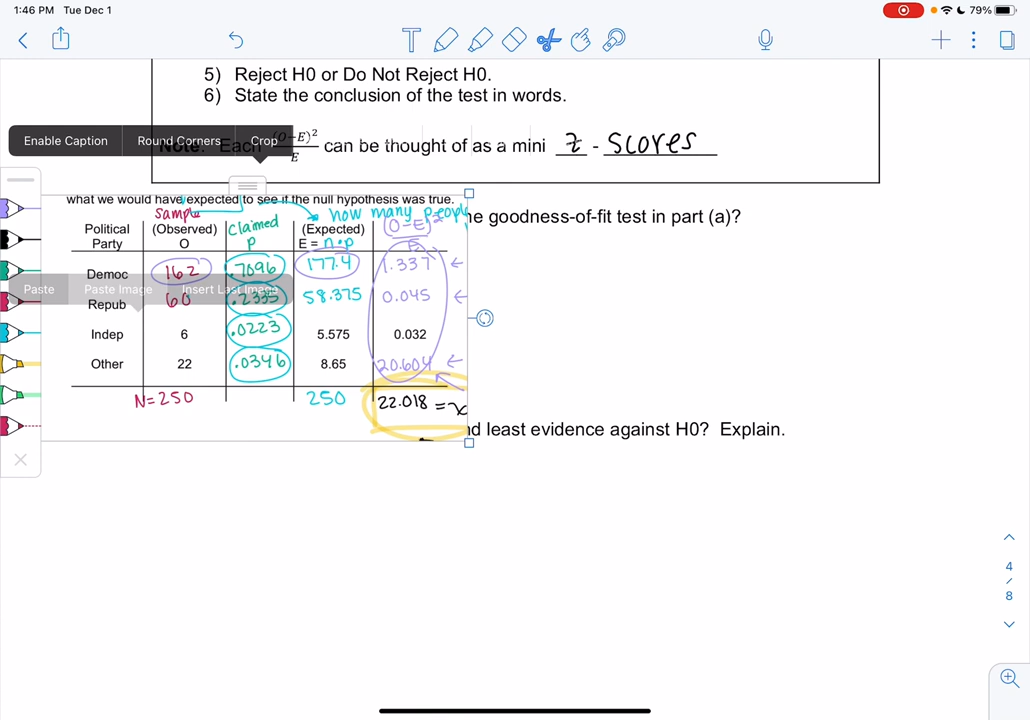 1:46 PM Tue Dec 1
79%
T
5) Reject H0 or Do Not Reject H0.
6) State the conclusion of the test in words.
Enable Caption Round Corners Crop
Note: Each (O-E)²/E can be thought of as a mini z - scores
what we would have expected to see if the null hypothesis was true.
sample how many people
he goodness-of-fit test in part (a)?
Political Party (Observed) O Claimed p (Expected) E = n·p (O-E)²
Democ 162 .7096 177.4 1.337 ←
Paste Paste Image Insert Last Image
Repub 60 .2335 58.375 0.045 ←
Indep 6 .0223 5.575 0.032
Other 22 .0346 8.65 20.604 ←
N=250 250 22.018 = x
nd least evidence against H0? Explain.
4
/
8